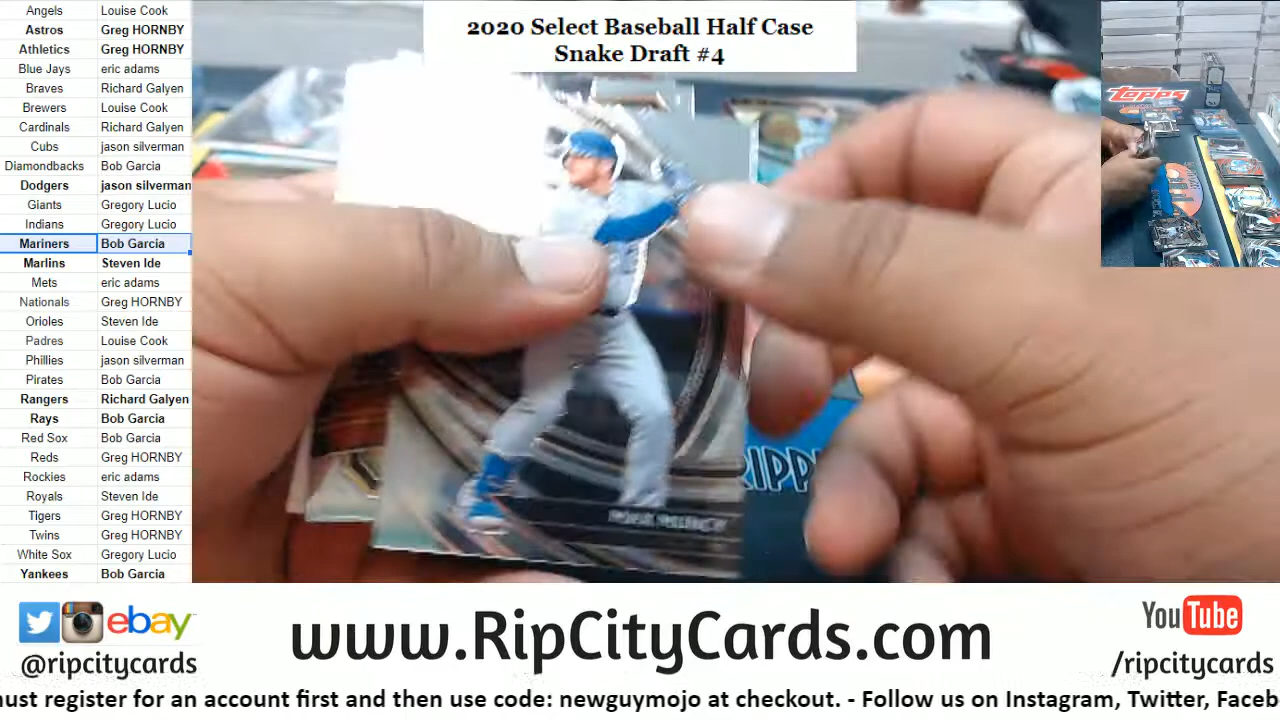 2020 Select Baseball Half Case
Snake Draft #4
Angels Louise Cook
Astros Greg HORNBY
Athletics Greg HORNBY
Blue Jays eric adams
Braves Richard Galyen
Brewers Louise Cook
Cardinals Richard Galyen
Cubs jason silverman
Diamondbacks Bob Garcia
Dodgers jason silverman
Giants Gregory Lucio
Indians Gregory Lucio
Mariners Bob Garcia
Marlins Steven Ide
Mets eric adams
Nationals Greg HORNBY
Orioles Steven Ide
Padres Louise Cook
Phillies jason silverman
Pirates Bob Garcia
Rangers Richard Galyen
Rays Bob Garcia
Red Sox Bob Garcia
Reds Greg HORNBY
Rockies eric adams
Royals Steven Ide
Tigers Greg HORNBY
Twins Greg HORNBY
White Sox Gregory Lucio
Yankees Bob Garcia
Topps
MAX MUNCY
RIPP
ebay
@ripcitycards
www.RipCityCards.com
YouTube
/ripcitycards
must register for an account first and then use code: newguymojo at checkout. - Follow us on Instagram, Twitter, Faceb